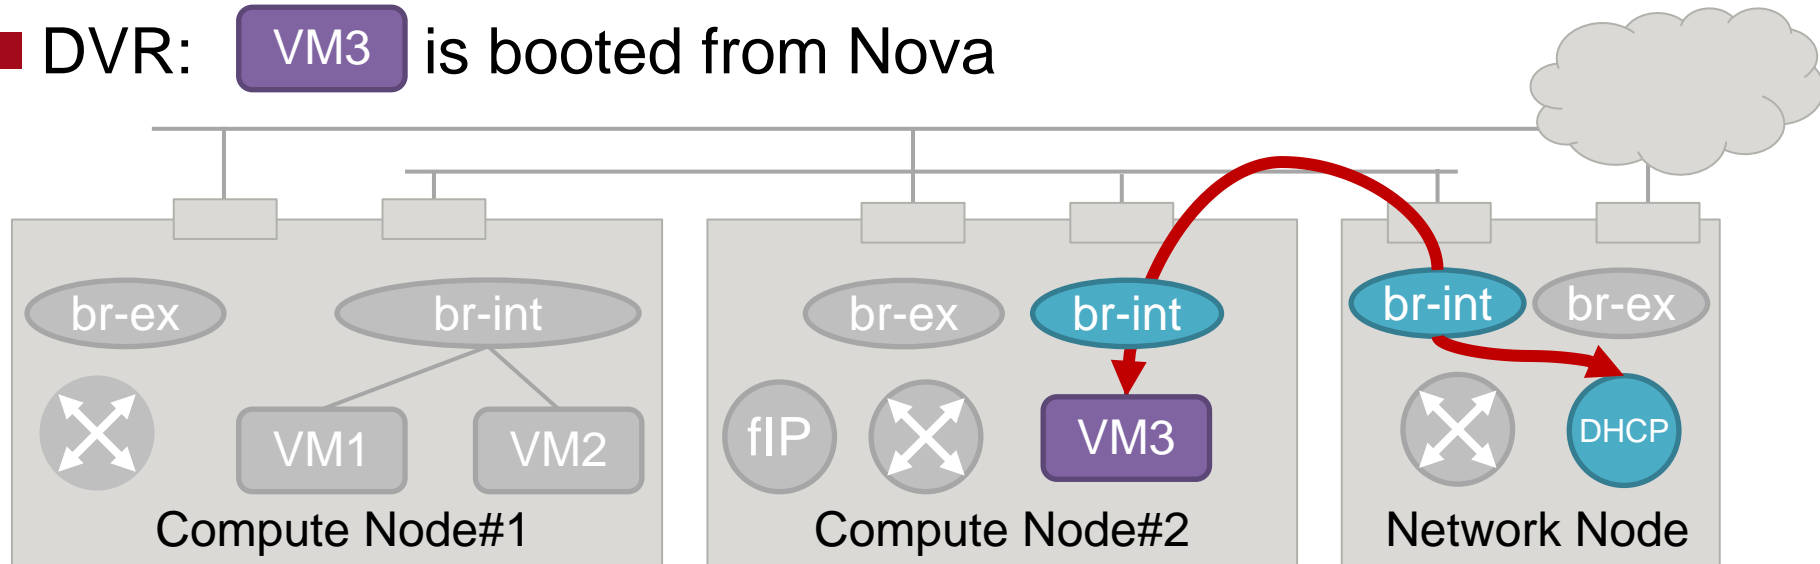 DVR: VM3 is booted from Nova
br-ex br-int br-ex br-int br-int br-ex
VM1 VM2 fIP VM3 DHCP
Compute Node#1 Compute Node#2 Network Node